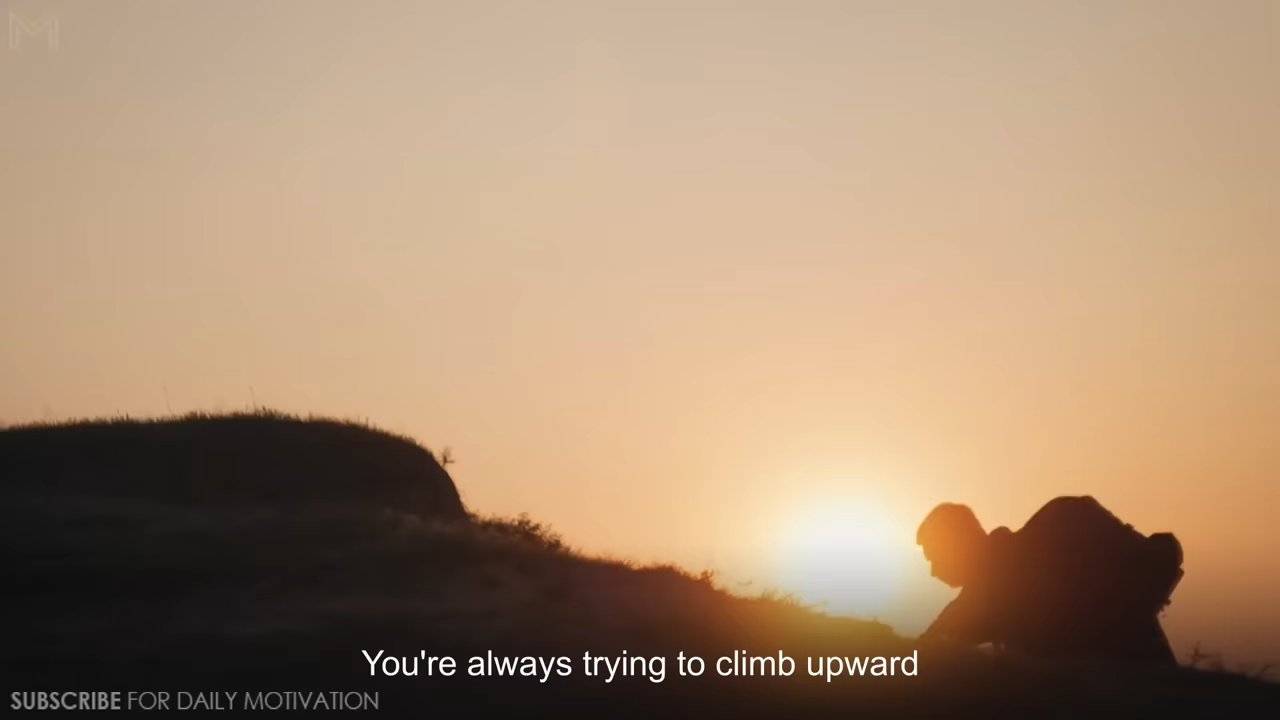 M
You're always trying to climb upward
SUBSCRIBE FOR DAILY MOTIVATION